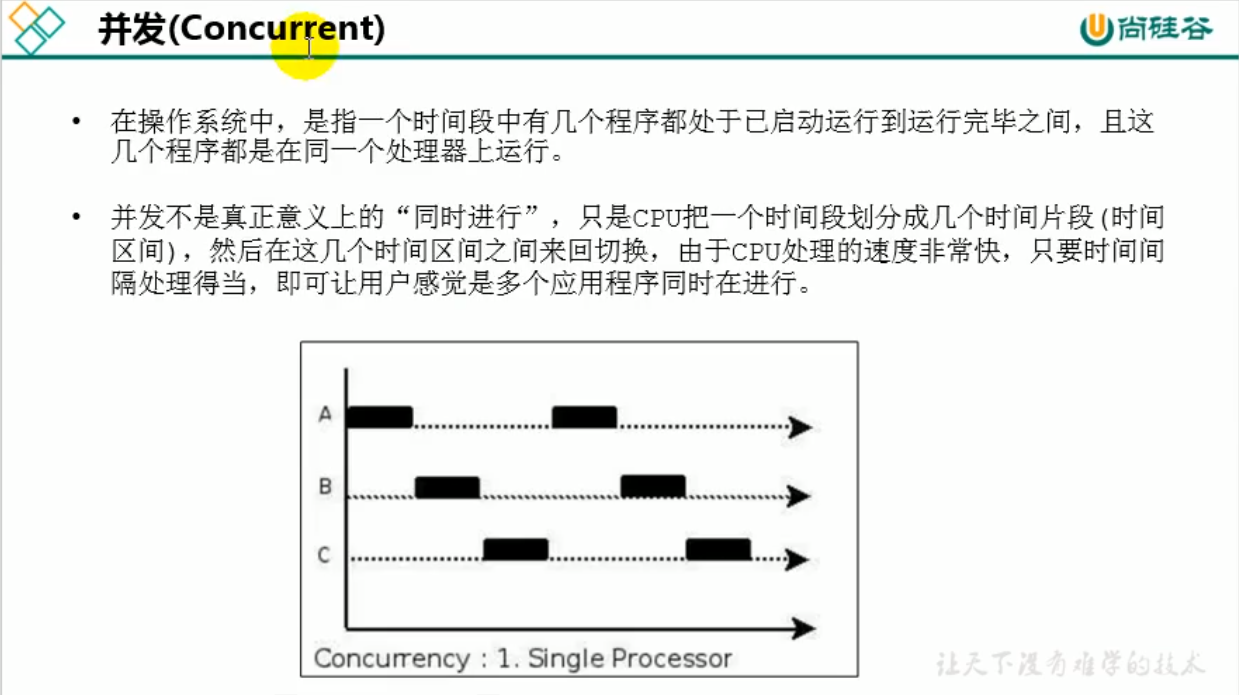 并发(Concurrent)
尚硅谷
• 在操作系统中，是指一个时间段中有几个程序都处于已启动运行到运行完毕之间，且这
几个程序都是在同一个处理器上运行。
• 并发不是真正意义上的“同时进行”，只是CPU把一个时间段划分成几个时间片段(时间
区间)，然后在这几个时间区间之间来回切换，由于CPU处理的速度非常快，只要时间间
隔处理得当，即可让用户感觉是多个应用程序同时在进行。
A
B
C
Concurrency : 1. Single Processor
让天下没有难学的技术